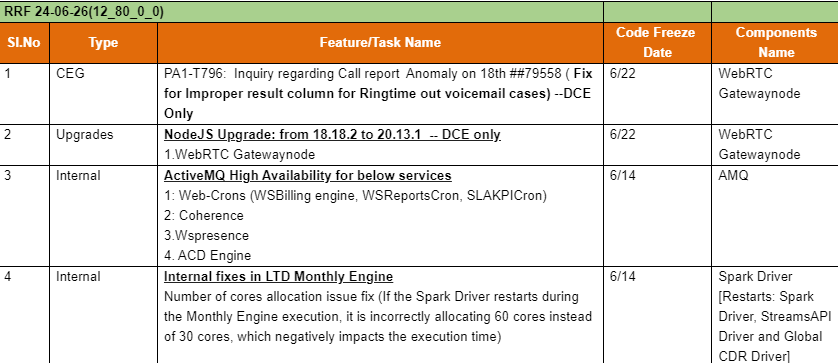 RRF 24-06-26(12_80_0_0)
Sl.No Type Feature/Task Name Code Freeze Date Components Name
1 CEG PA1-T796: Inquiry regarding Call report Anomaly on 18th ##79558 ( Fix 6/22 WebRTC
for Improper result column for Ringtime out voicemail cases) --DCE Gatewaynode
Only
2 Upgrades NodeJS Upgrade: from 18.18.2 to 20.13.1 -- DCE only 6/22 WebRTC
1.WebRTC Gatewaynode Gatewaynode
3 Internal ActiveMQ High Availability for below services 6/14 AMQ
1: Web-Crons (WSBilling engine, WSReportsCron, SLAKPICron)
2: Coherence
3.Wspresence
4. ACD Engine
4 Internal Internal fixes in LTD Monthly Engine 6/14 Spark Driver
Number of cores allocation issue fix (If the Spark Driver restarts during [Restarts: Spark
the Monthly Engine execution, it is incorrectly allocating 60 cores instead Driver, StreamsAPI
of 30 cores, which negatively impacts the execution time) Driver and Global
CDR Driver]